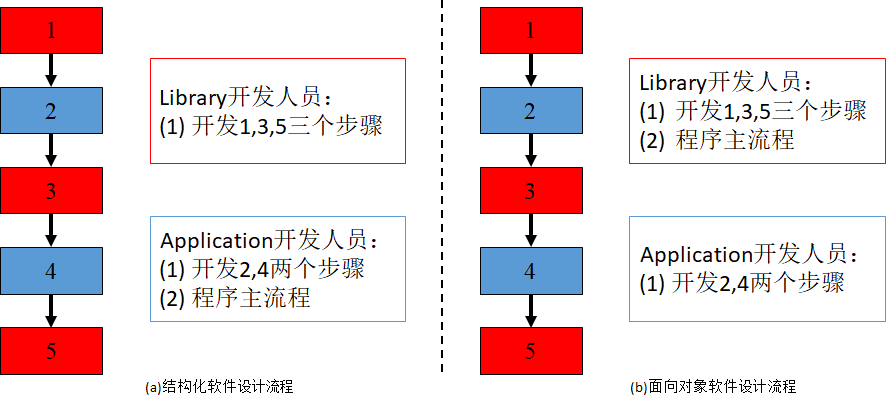 1
2
3
4
5
Library开发人员：
(1) 开发1,3,5三个步骤
Application开发人员：
(1) 开发2,4两个步骤
(2) 程序主流程
(a)结构化软件设计流程
1
2
3
4
5
Library开发人员：
(1) 开发1,3,5三个步骤
(2) 程序主流程
Application开发人员：
(1) 开发2,4两个步骤
(b)面向对象软件设计流程